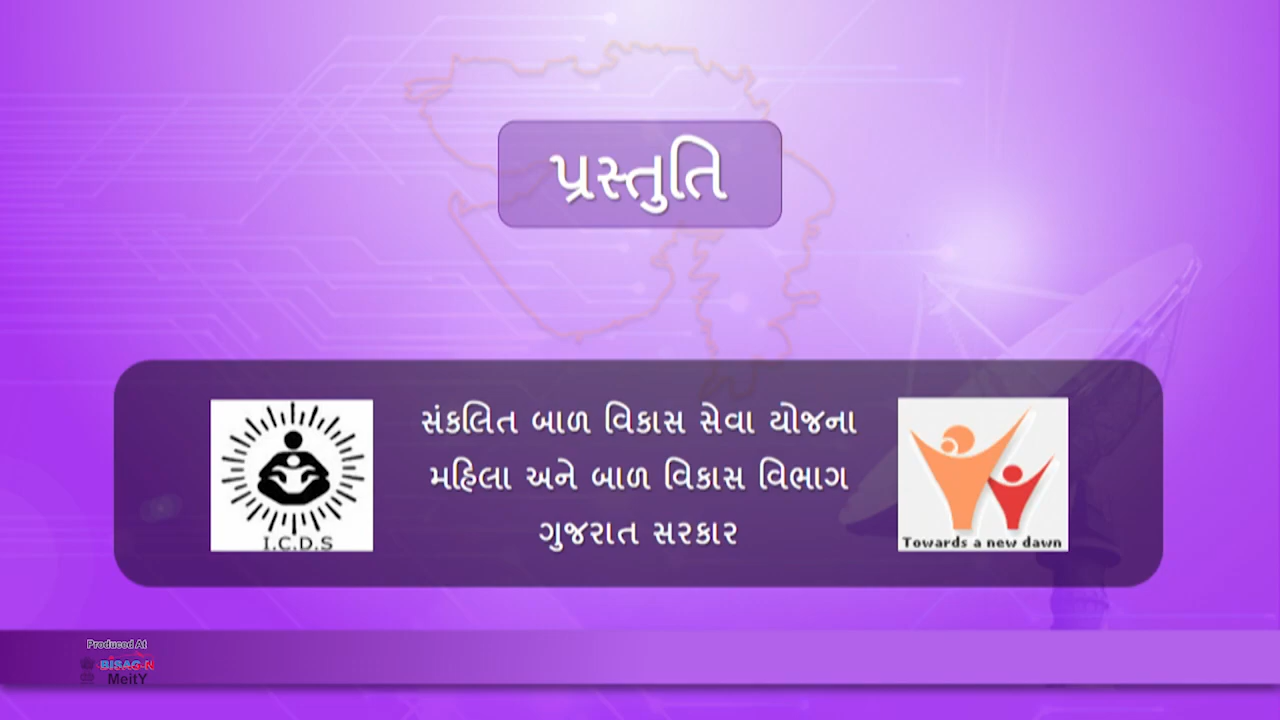 પ્રસ્તુતિ
સંકલિત બાળ વિકાસ સેવા યોજના
મહિલા અને બાળ વિકાસ વિભાગ
ગુજરાત સરકાર
I.C.D.S
Towards a new dawn
Produced At
BISAG-N
MeitY